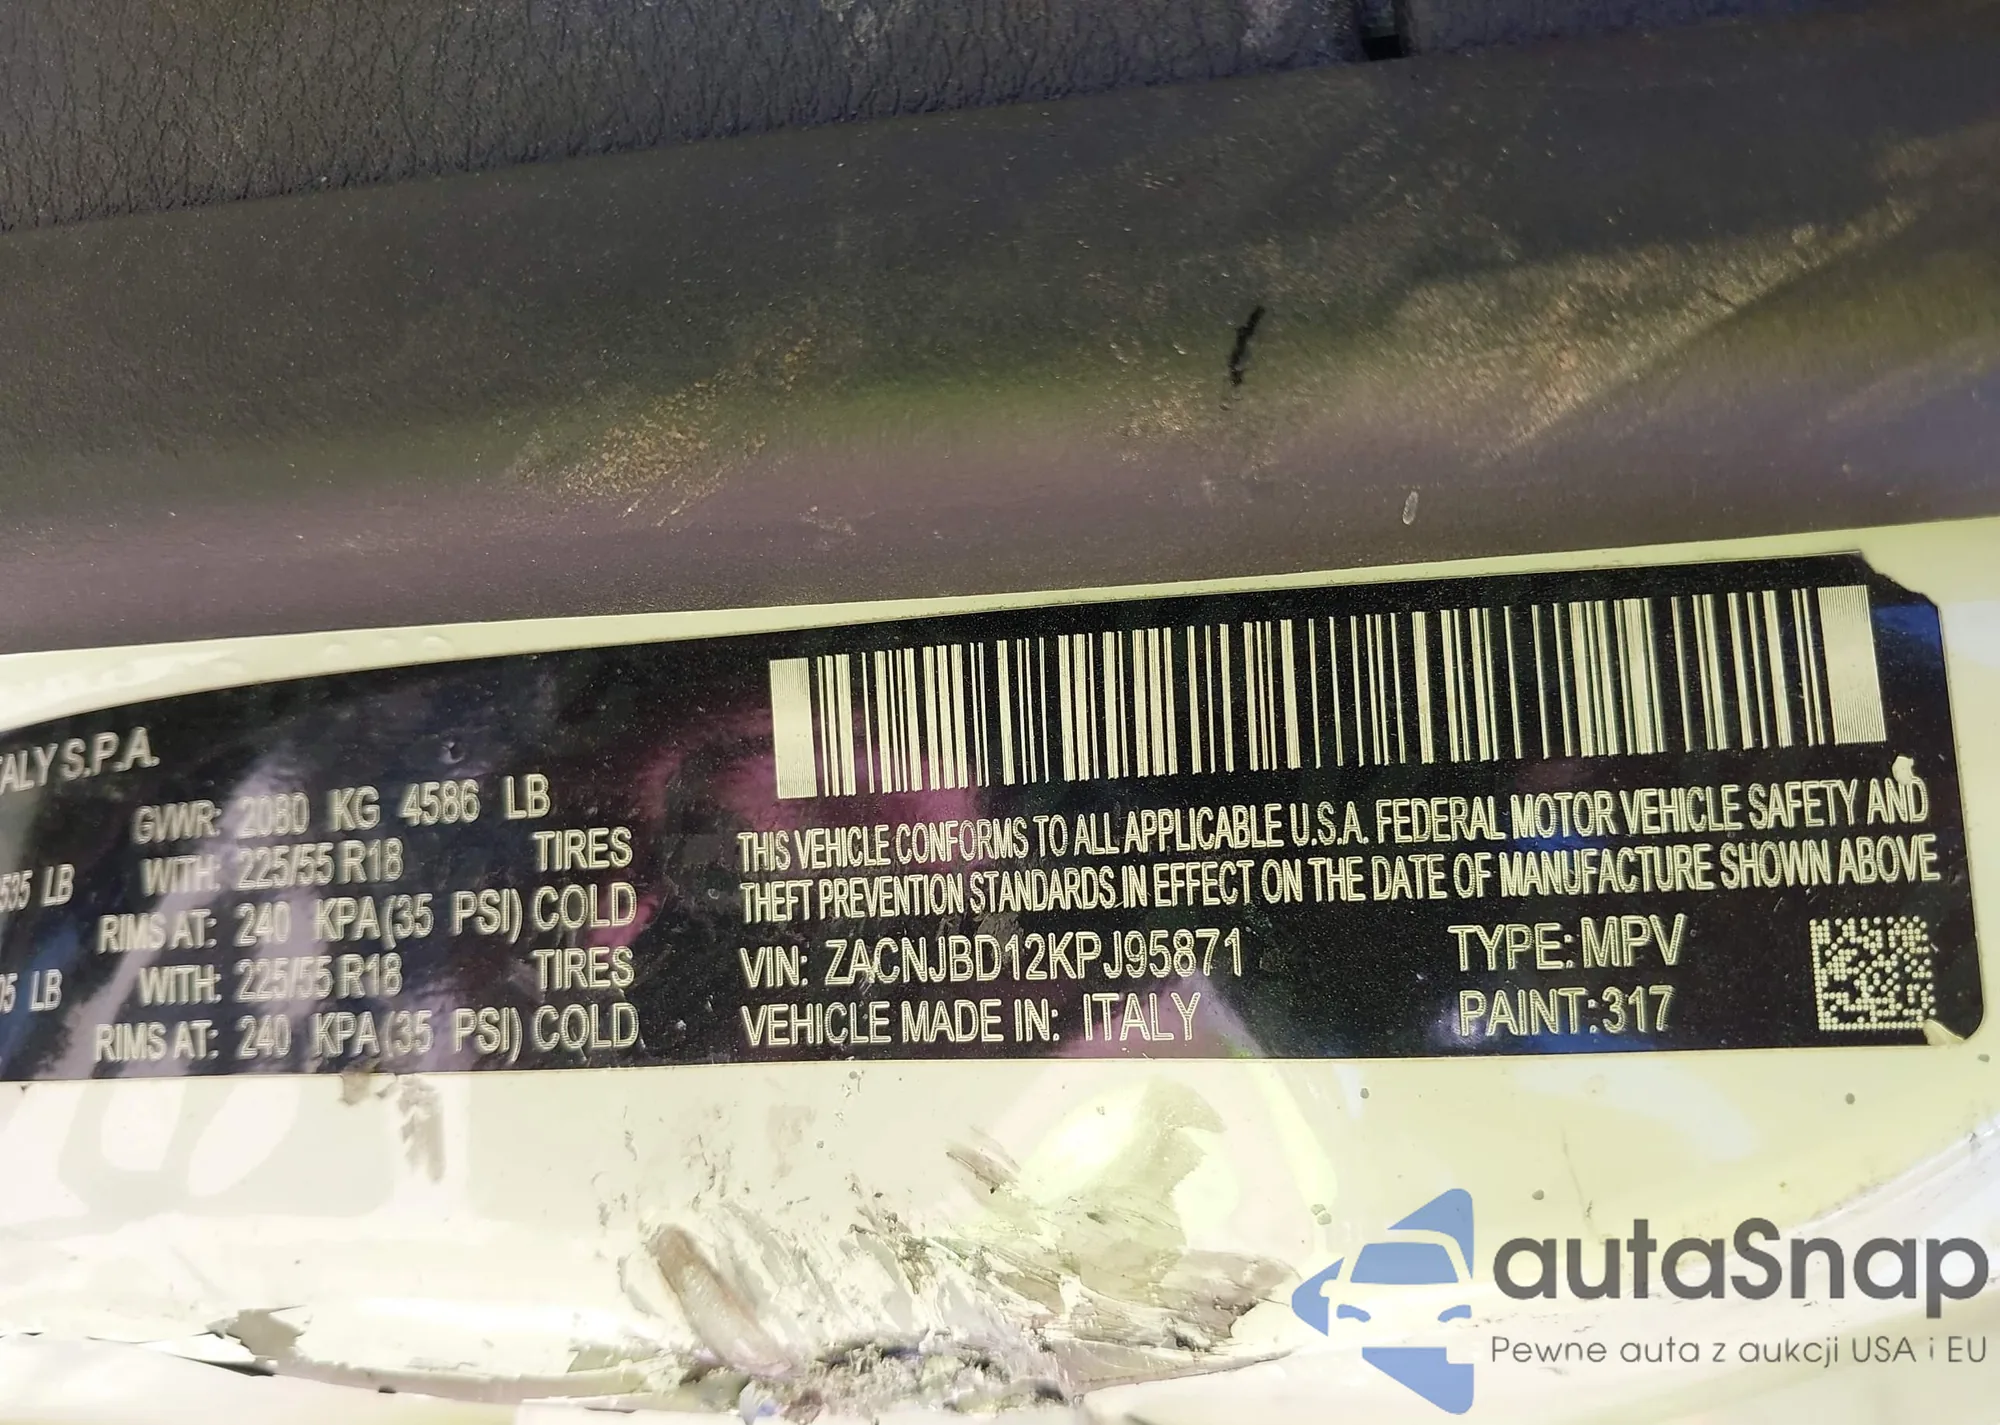 TALY S.P.A.
GVWR: 2080 KG 4586 LB
WITH: 225/55 R18 TIRES
535 LB
RIMS AT: 240 KPA (35 PSI) COLD
WITH: 225/55 R18 TIRES
05 LB
RIMS AT: 240 KPA (35 PSI) COLD
THIS VEHICLE CONFORMS TO ALL APPLICABLE U.S.A. FEDERAL MOTOR VEHICLE SAFETY AND
THEFT PREVENTION STANDARDS IN EFFECT ON THE DATE OF MANUFACTURE SHOWN ABOVE
VIN: ZACNJBD12KPJ95871 TYPE: MPV
VEHICLE MADE IN: ITALY PAINT: 317
autaSnap
Pewne auta z aukcji USA i EU